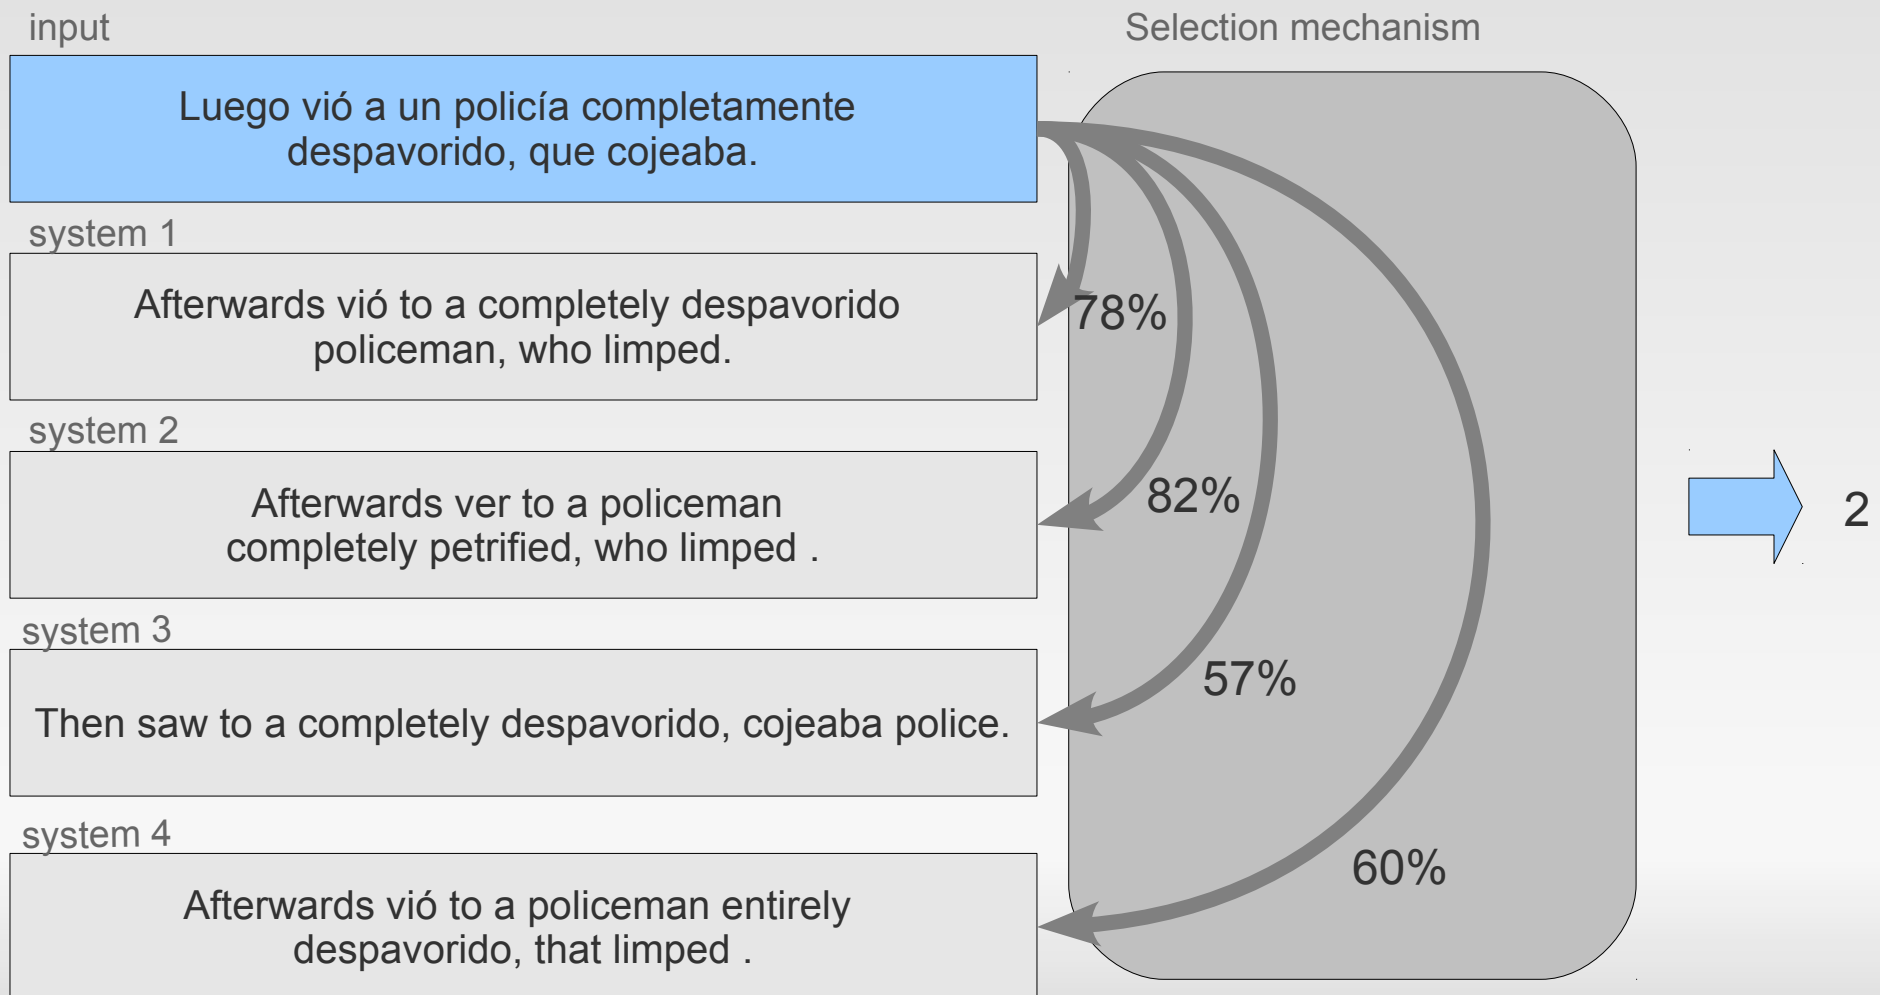 input
Selection mechanism
Luego vió a un policía completamente
despavorido, que cojeaba.
system 1
Afterwards vió to a completely despavorido
policeman, who limped.
78%
system 2
Afterwards ver to a policeman
completely petrified, who limped .
82%
2
system 3
Then saw to a completely despavorido, cojeaba police.
57%
system 4
Afterwards vió to a policeman entirely
despavorido, that limped .
60%